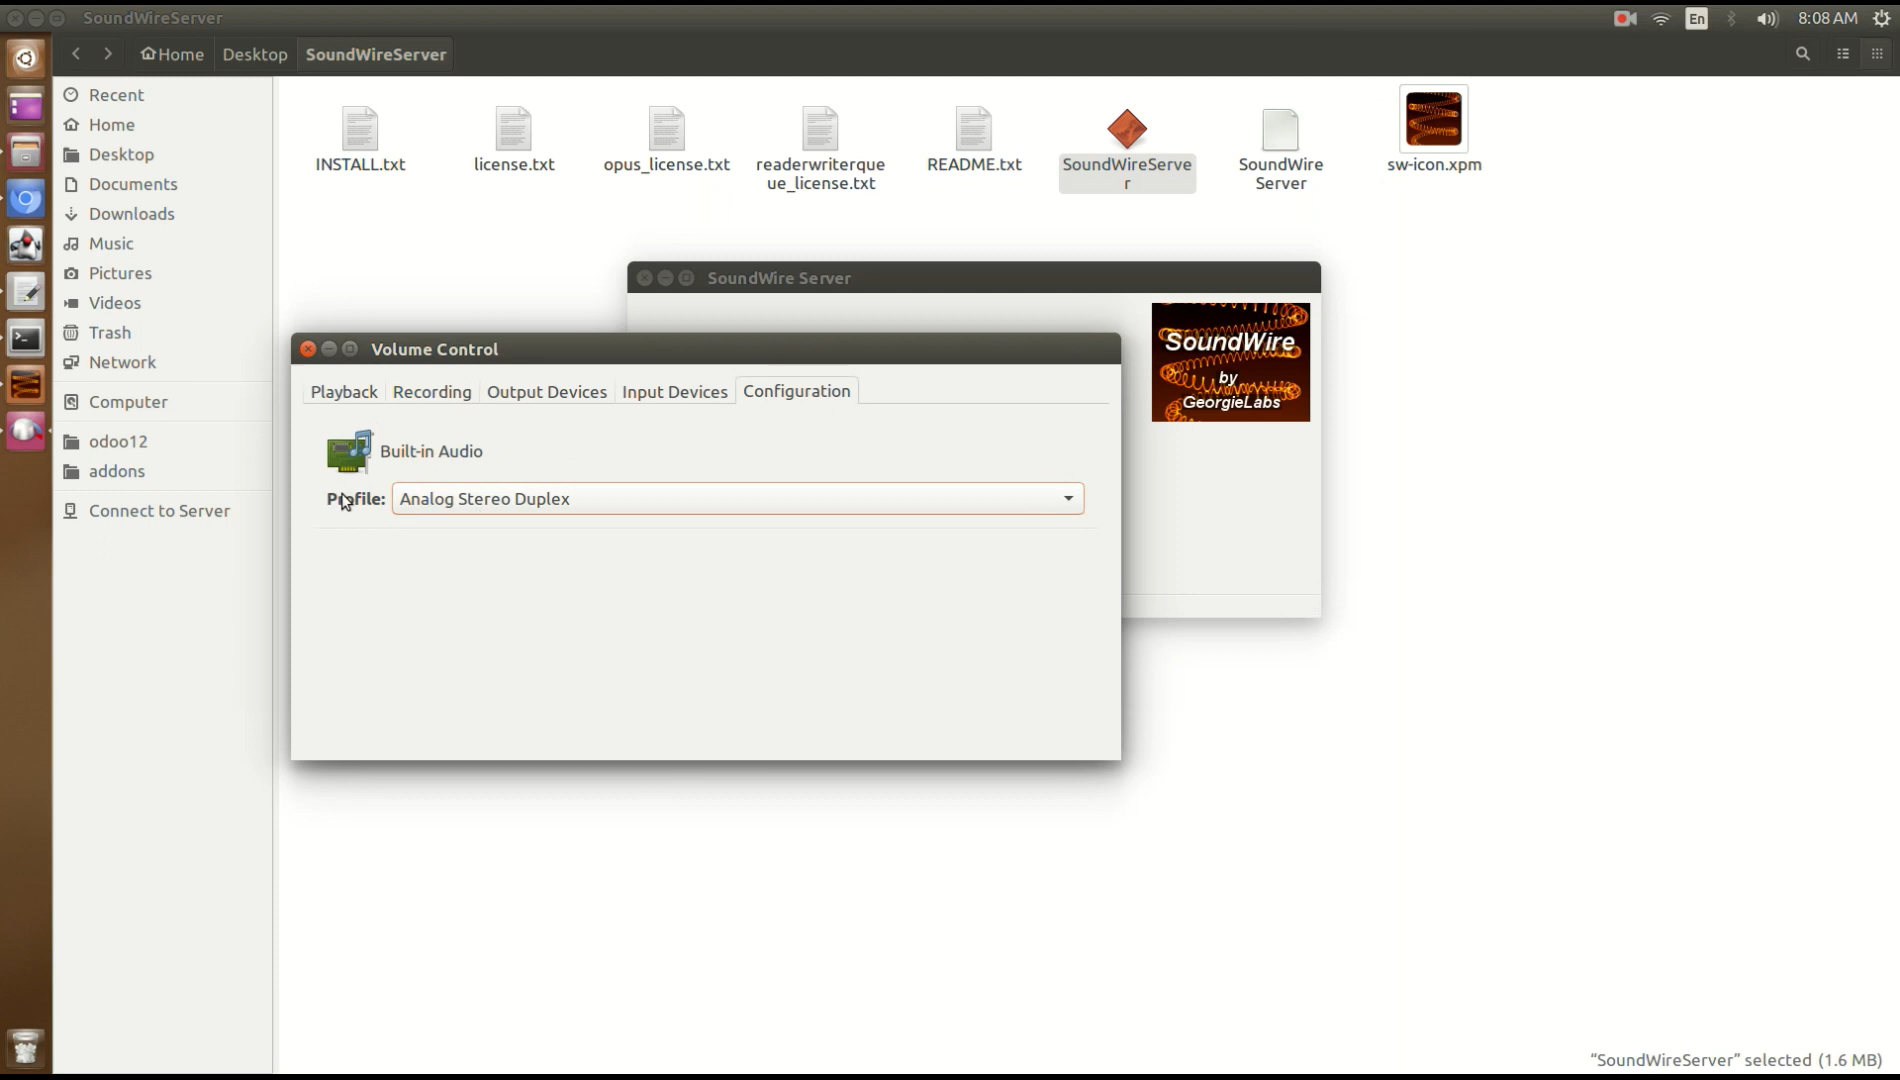 SoundWireServer
En
8:08 AM
Home
Desktop
SoundWireServer
Recent
Home
Desktop
Documents
Downloads
Music
Pictures
Videos
Trash
Network
Computer
odoo12
addons
Connect to Server
INSTALL.txt
license.txt
opus_license.txt
readerwriterque
ue_license.txt
README.txt
SoundWireServe
r
SoundWire
Server
sw-icon.xpm
SoundWire Server
SoundWire
by
GeorgieLabs
Volume Control
Playback
Recording
Output Devices
Input Devices
Configuration
Built-in Audio
Profile:
Analog Stereo Duplex
“SoundWireServer” selected (1.6 MB)